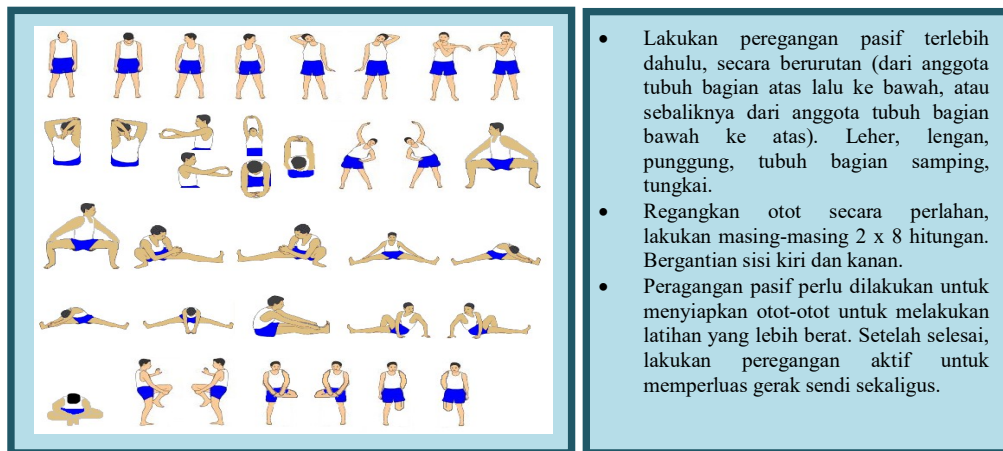 • Lakukan peregangan pasif terlebih
dahulu, secara berurutan (dari anggota
tubuh bagian atas lalu ke bawah, atau
sebaliknya dari anggota tubuh bagian
bawah ke atas). Leher, lengan,
punggung, tubuh bagian samping,
tungkai.
• Regangkan otot secara perlahan,
lakukan masing-masing 2 x 8 hitungan.
Bergantian sisi kiri dan kanan.
• Peragangan pasif perlu dilakukan untuk
menyiapkan otot-otot untuk melakukan
latihan yang lebih berat. Setelah selesai,
lakukan peregangan aktif untuk
memperluas gerak sendi sekaligus.